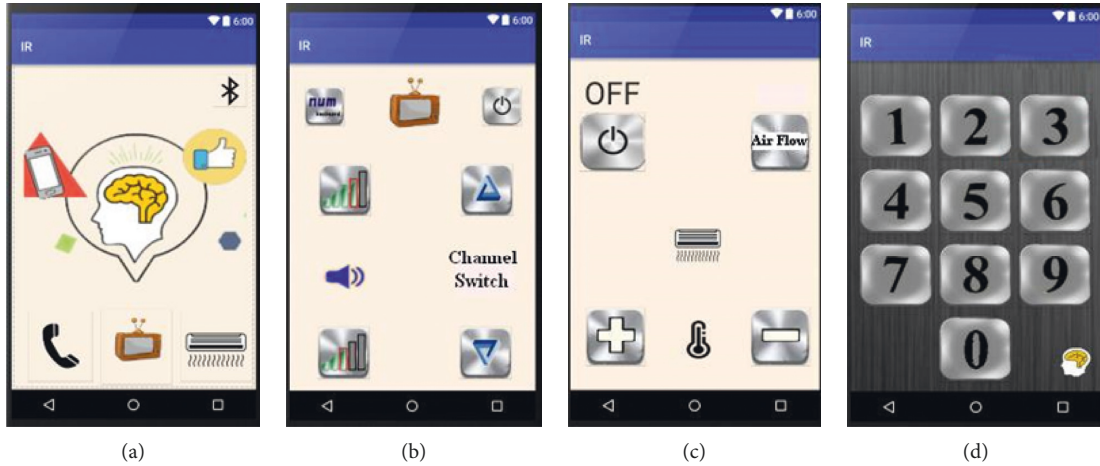 6:00
IR
(a)
6:00
IR
num
keyboard
Channel
Switch
(b)
6:00
IR
OFF
Air Flow
(c)
6:00
IR
1 2 3
4 5 6
7 8 9
0
(d)